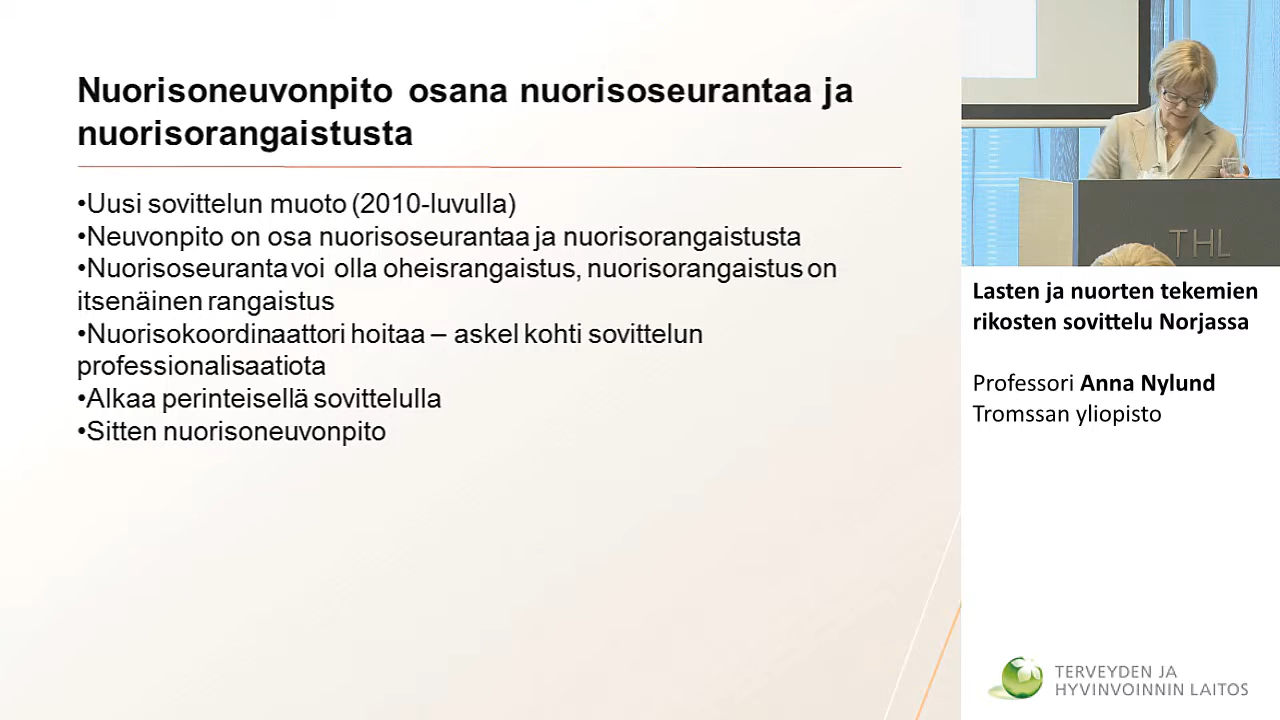 Nuorisoneuvonpito osana nuorisoseurantaa ja
nuorisorangaistusta
•Uusi sovittelun muoto (2010-luvulla)
•Neuvonpito on osa nuorisoseurantaa ja nuorisorangaistusta
•Nuorisoseuranta voi olla oheisrangaistus, nuorisorangaistus on
itsenäinen rangaistus
•Nuorisokoordinaattori hoitaa – askel kohti sovittelun
professionalisaatiota
•Alkaa perinteisellä sovittelulla
•Sitten nuorisoneuvonpito
THL
Lasten ja nuorten tekemien
rikosten sovittelu Norjassa
Professori Anna Nylund
Tromssan yliopisto
TERVEYDEN JA
HYVINVOINNIN LAITOS